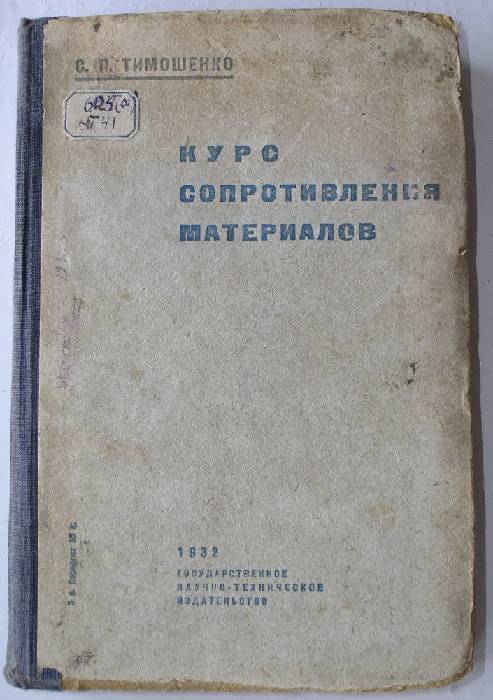 С. П. ТИМОШЕНКО
КУРС
СОПРОТИВЛЕНИЯ
МАТЕРИАЛОВ
1932
ГОСУДАРСТВЕННОЕ
НАУЧНО-ТЕХНИЧЕСКОЕ
ИЗДАТЕЛЬСТВО